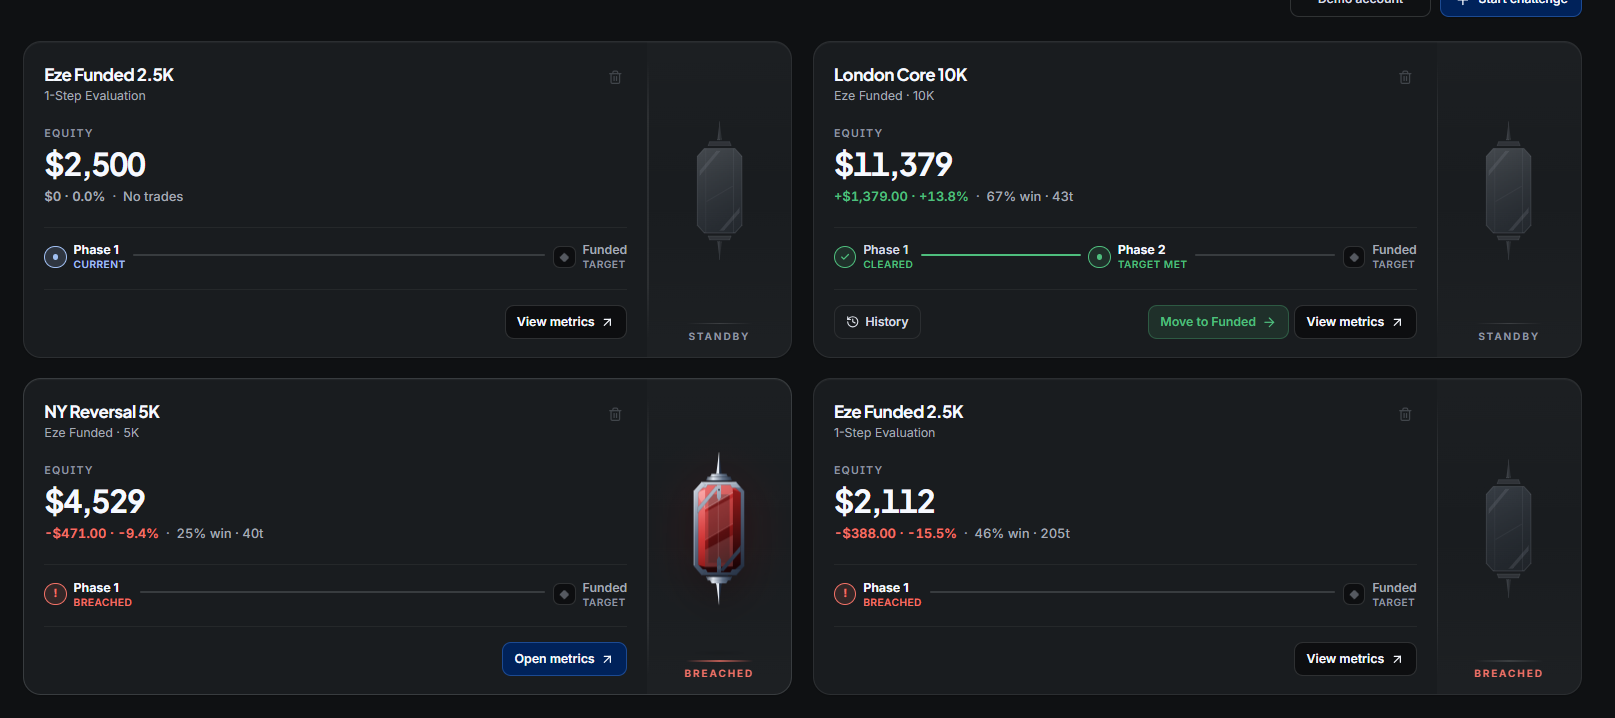 Demo account
Start challenge
Eze Funded 2.5K
1-Step Evaluation
EQUITY
$2,500
$0 · 0.0% · No trades
Phase 1
CURRENT
Funded
TARGET
View metrics
STANDBY
London Core 10K
Eze Funded · 10K
EQUITY
$11,379
+$1,379.00 · +13.8% · 67% win · 43t
Phase 1
CLEARED
Phase 2
TARGET MET
Funded
TARGET
History
Move to Funded
View metrics
STANDBY
NY Reversal 5K
Eze Funded · 5K
EQUITY
$4,529
-$471.00 · -9.4% · 25% win · 40t
Phase 1
BREACHED
Funded
TARGET
Open metrics
BREACHED
Eze Funded 2.5K
1-Step Evaluation
EQUITY
$2,112
-$388.00 · -15.5% · 46% win · 205t
Phase 1
BREACHED
Funded
TARGET
View metrics
BREACHED